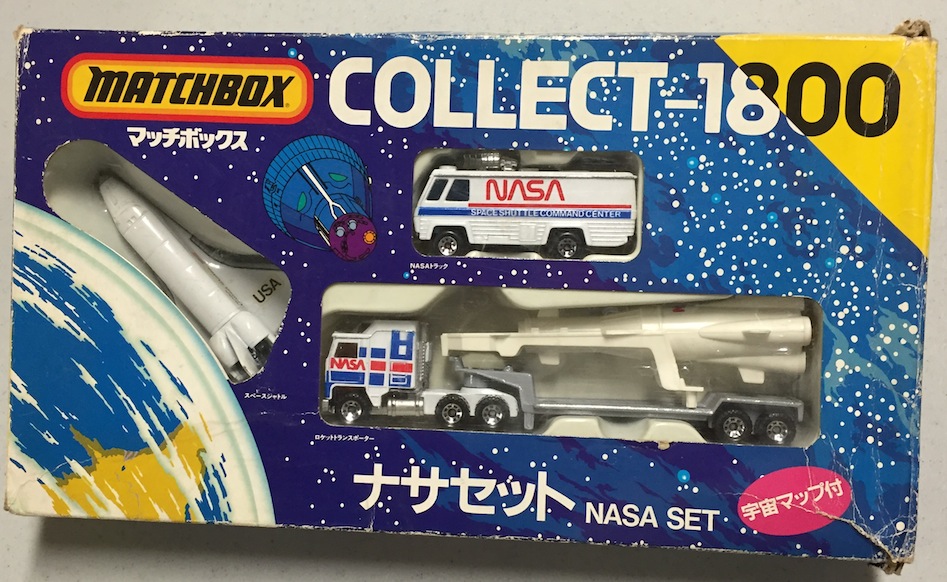 MATCHBOX
マッチボックス
COLLECT-1800
NASA
SPACE SHUTTLE COMMAND CENTER
NASAトラック
USA
スペースシャトル
NASA
ロケットトランスポーター
ナサセット NASA SET
宇宙マップ付